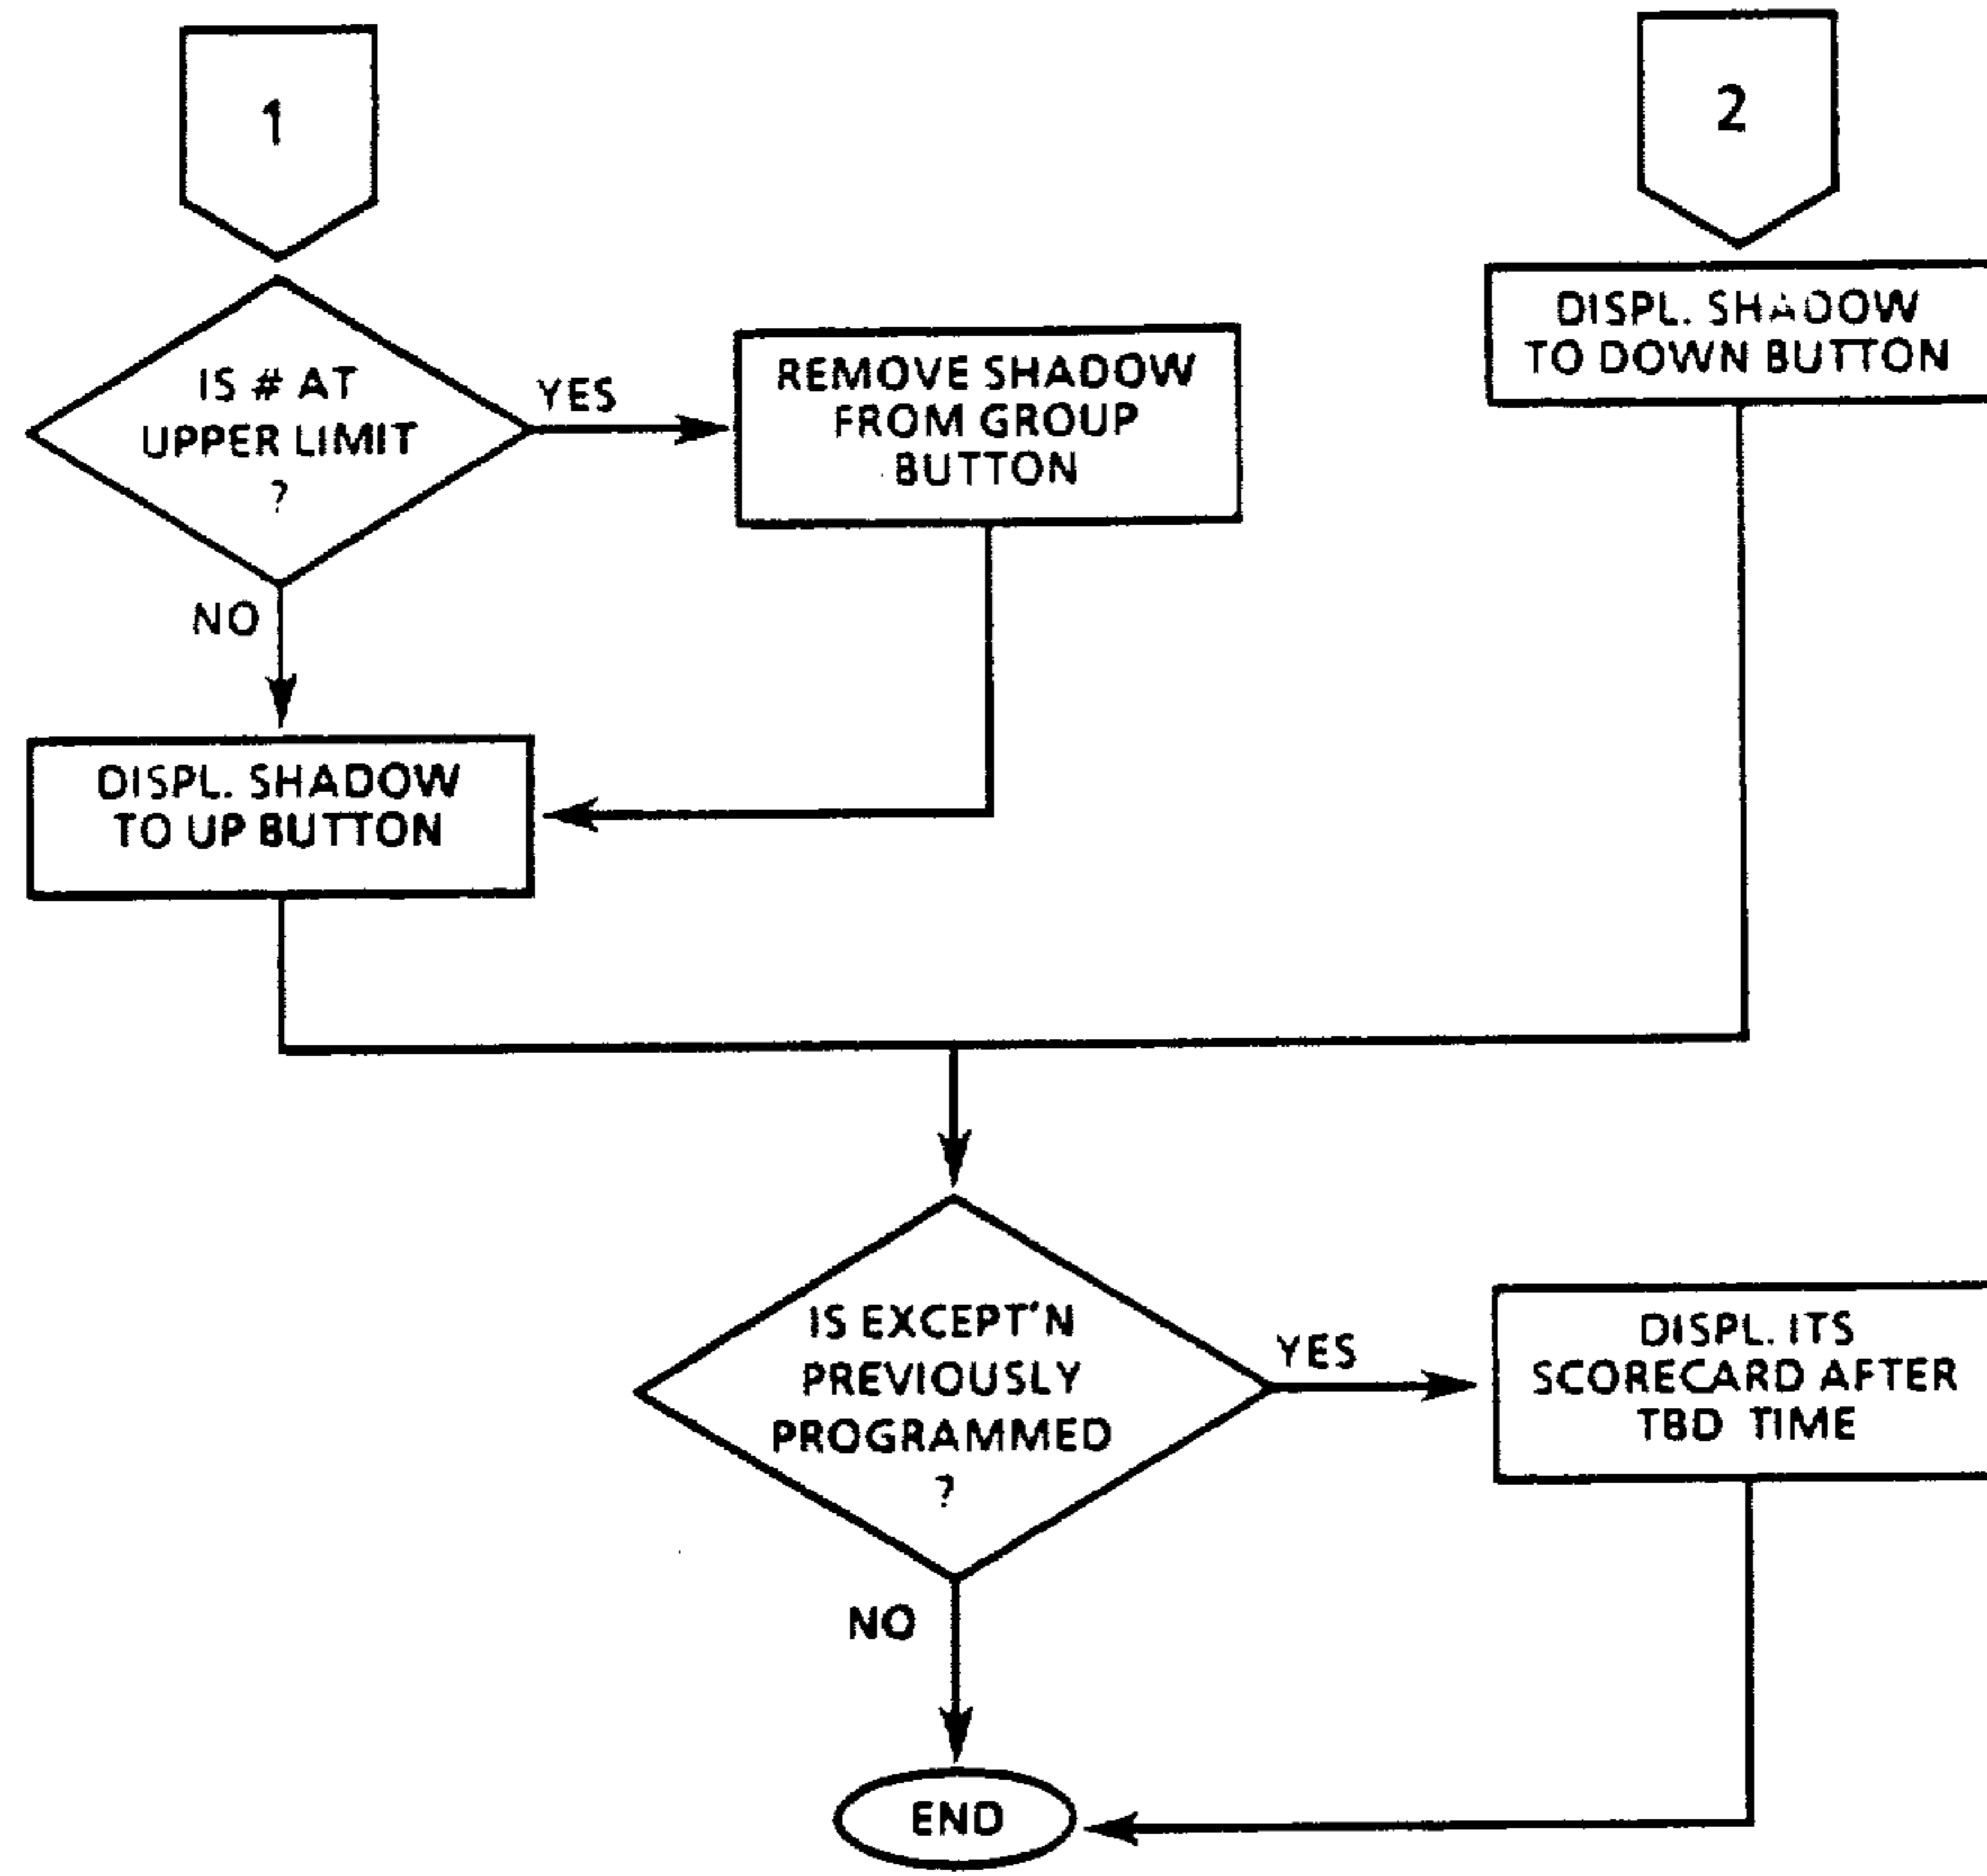 1
2
IS # AT
UPPER LIMIT
?
YES
REMOVE SHADOW
FROM GROUP
BUTTON
DISPL. SHADOW
TO DOWN BUTTON
NO
DISPL. SHADOW
TO UP BUTTON
IS EXCEPT'N
PREVIOUSLY
PROGRAMMED
?
YES
DISPL. ITS
SCORECARD AFTER
TBD TIME
NO
END